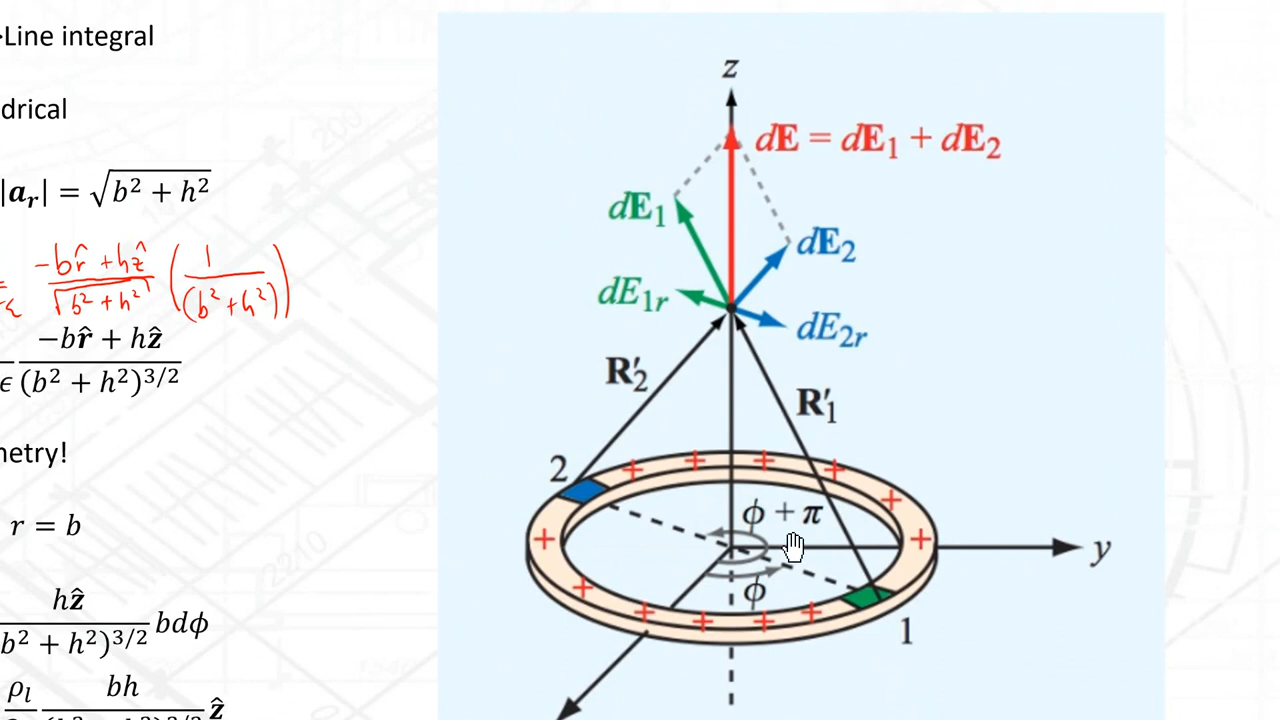 Line integral
drical
|a_r| = √(b² + h²)
(-br̂ + hẑ)/√(b² + h²) (1/(b² + h²))
(-br̂ + hẑ)/(ϵ (b² + h²)^{3/2})
netry!
r = b
hẑ/(b² + h²)^{3/2} bdϕ
ρ_l bh ẑ
z
dE = dE₁ + dE₂
dE₁
dE₂
dE₁r
dE₂r
R′₂
R′₁
2
ϕ + π
y
ϕ
1
+ + + + + + + + + + + +
2210